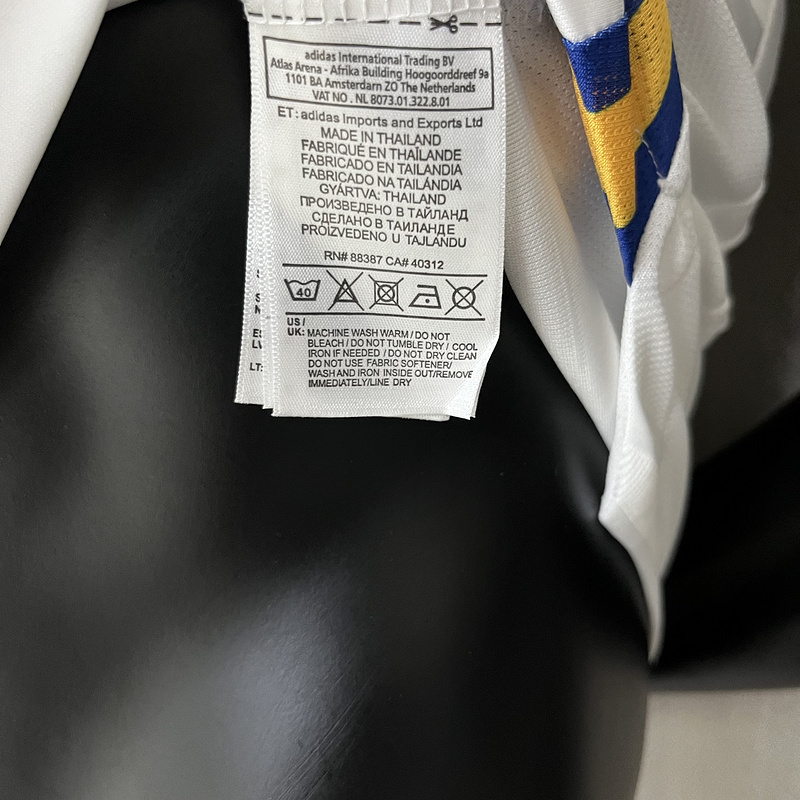 adidas International Trading BV
Atlas Arena - Afrika Building Hoogoorddreef 9a
1101 BA Amsterdam ZO The Netherlands
VAT NO . NL 8073.01.322.8.01
ET: adidas Imports and Exports Ltd
MADE IN THAILAND
FABRIQUÉ EN THAÏLANDE
FABRICADO EN TAILANDIA
FABRICADO NA TAILÁNDIA
GYÁRTVA: THAILAND
ПРОИЗВЕДЕНО В ТАЙЛАНД
СДЕЛАНО В ТАИЛАНДЕ
PROIZVEDENO U TAJLANDU
RN# 88387 CA# 40312
40
US /
UK: MACHINE WASH WARM / DO NOT
BLEACH / DO NOT TUMBLE DRY / COOL
IRON IF NEEDED / DO NOT DRY CLEAN
DO NOT USE FABRIC SOFTENER/
WASH AND IRON INSIDE OUT/REMOVE
IMMEDIATELY/LINE DRY
LT: